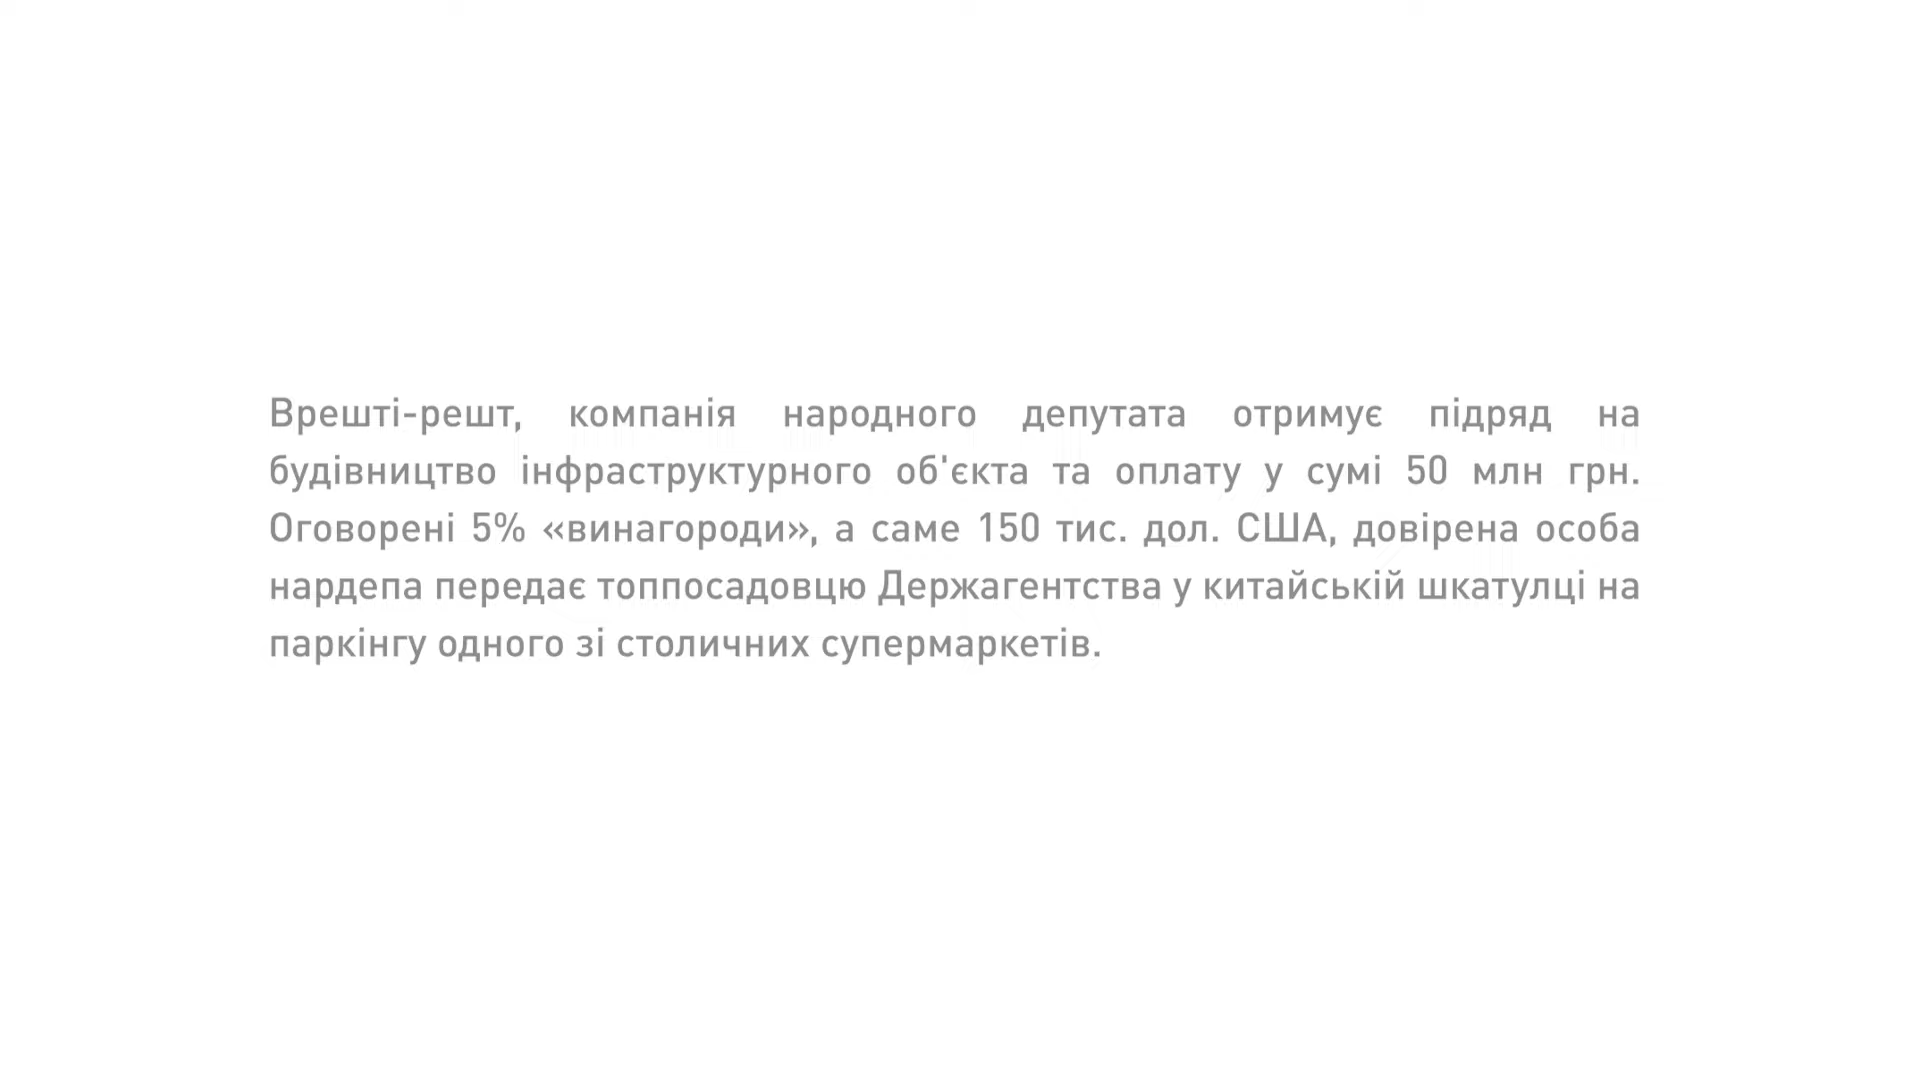 Врешті-решт, компанія народного депутата отримує підряд на
будівництво інфраструктурного об'єкта та оплату у сумі 50 млн грн.
Оговорені 5% «винагороди», а саме 150 тис. дол. США, довірена особа
нардепа передає топпосадовцю Держагентства у китайській шкатулці на
паркінгу одного зі столичних супермаркетів.